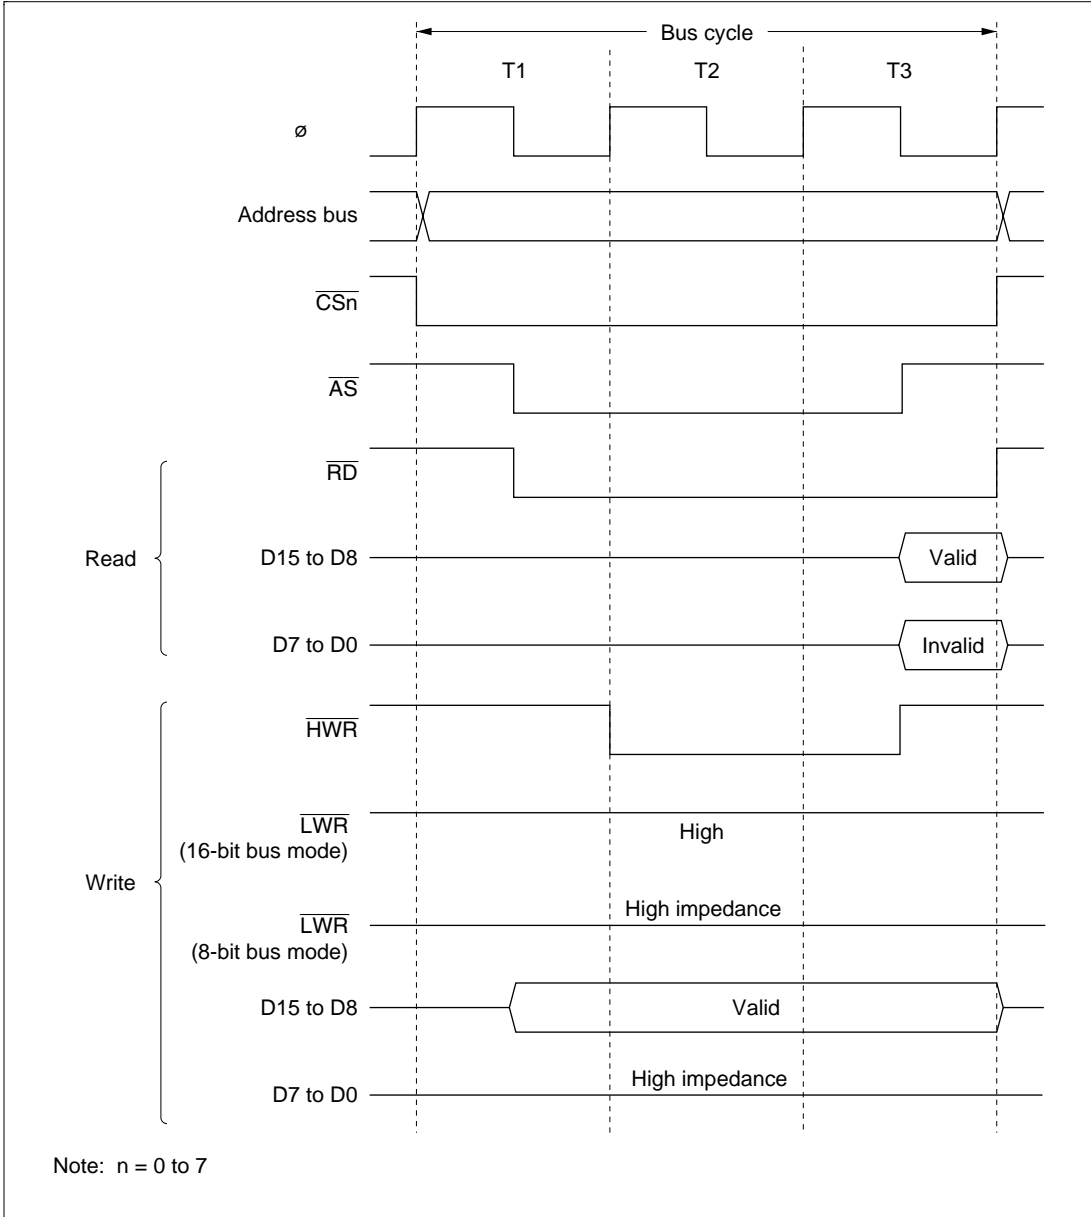 Bus cycle
T1 T2 T3
ø
Address bus
CSn
AS
RD
Read
D15 to D8 Valid
D7 to D0 Invalid
HWR
LWR
(16-bit bus mode)
High
Write
LWR
(8-bit bus mode)
High impedance
D15 to D8 Valid
D7 to D0 High impedance
Note: n = 0 to 7